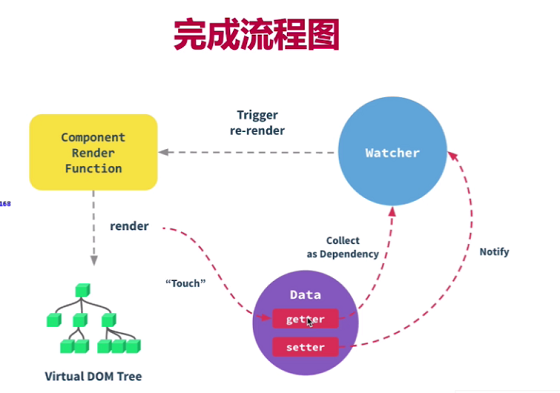 完成流程图
Trigger
re-render
Component
Render
Function
Watcher
168
render
Collect
as Dependency
Notify
“Touch”
Data
getter
setter
Virtual DOM Tree